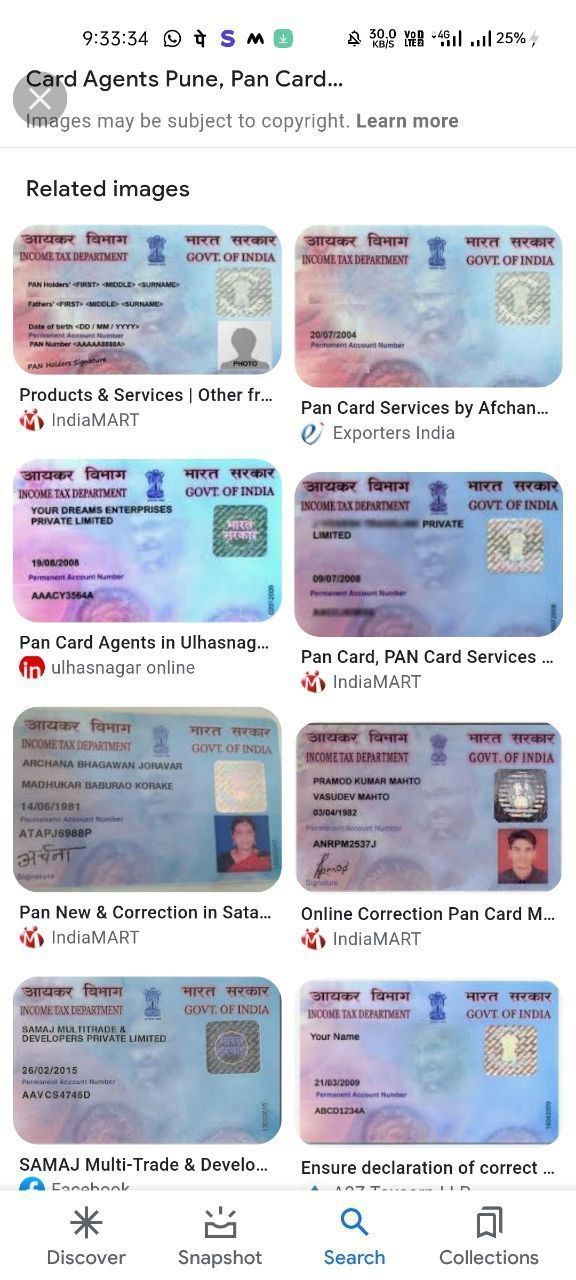 9:33:34
30.0 KB/S
VoD LTE2
4G
25%
Card Agents Pune, Pan Card...
Images may be subject to copyright. Learn more
Related images
आयकर विभाग भारत सरकार
INCOME TAX DEPARTMENT GOVT. OF INDIA
PAN Holders' <FIRST> <MIDDLE> <SURNAME>
Fathers' <FIRST> <MIDDLE> <SURNAME>
Date of birth <DD / MM / YYYY>
Permanent Account Number
PAN Number <AAAAA8888A>
PAN Holders Signature
PHOTO
Products & Services | Other fr...
IndiaMART
आयकर विभाग भारत सरकार
INCOME TAX DEPARTMENT GOVT. OF INDIA
20/07/2004
Permanent Account Number
Pan Card Services by Afchan...
Exporters India
आयकर विभाग भारत सरकार
INCOME TAX DEPARTMENT GOVT. OF INDIA
YOUR DREAMS ENTERPRISES
PRIVATE LIMITED
भारत
सरकार
19/08/2008
Permanent Account Number
AAACY3564A
Pan Card Agents in Ulhasnag...
in ulhasnagar online
आयकर विभाग भारत सरकार
INCOME TAX DEPARTMENT GOVT. OF INDIA
PRIVATE
LIMITED
09/07/2008
Permanent Account Number
Pan Card, PAN Card Services ...
IndiaMART
आयकर विभाग भारत सरकार
INCOME TAX DEPARTMENT GOVT. OF INDIA
ARCHANA BHAGAWAN JORAVAR
MADHUKAR BABURAO KORAKE
14/06/1981
Permanent Account Number
ATAPJ6988P
अर्चना
Signature
Pan New & Correction in Sata...
IndiaMART
आयकर विभाग भारत सरकार
INCOME TAX DEPARTMENT GOVT. OF INDIA
PRAMOD KUMAR MAHTO
VASUDEV MAHTO
03/04/1982
Permanent Account Number
ANRPM2537J
Pramod
Signature
Online Correction Pan Card M...
IndiaMART
आयकर विभाग भारत सरकार
INCOME TAX DEPARTMENT GOVT. OF INDIA
SAMAJ MULTITRADE &
DEVELOPERS PRIVATE LIMITED
26/02/2015
Permanent Account Number
AAVCS4746D
SAMAJ Multi-Trade & Develo...
Facebook
आयकर विभाग भारत सरकार
INCOME TAX DEPARTMENT GOVT. OF INDIA
Your Name
21/03/2009
Permanent Account Number
ABCD1234A
Ensure declaration of correct ...
Discover
Snapshot
Search
Collections